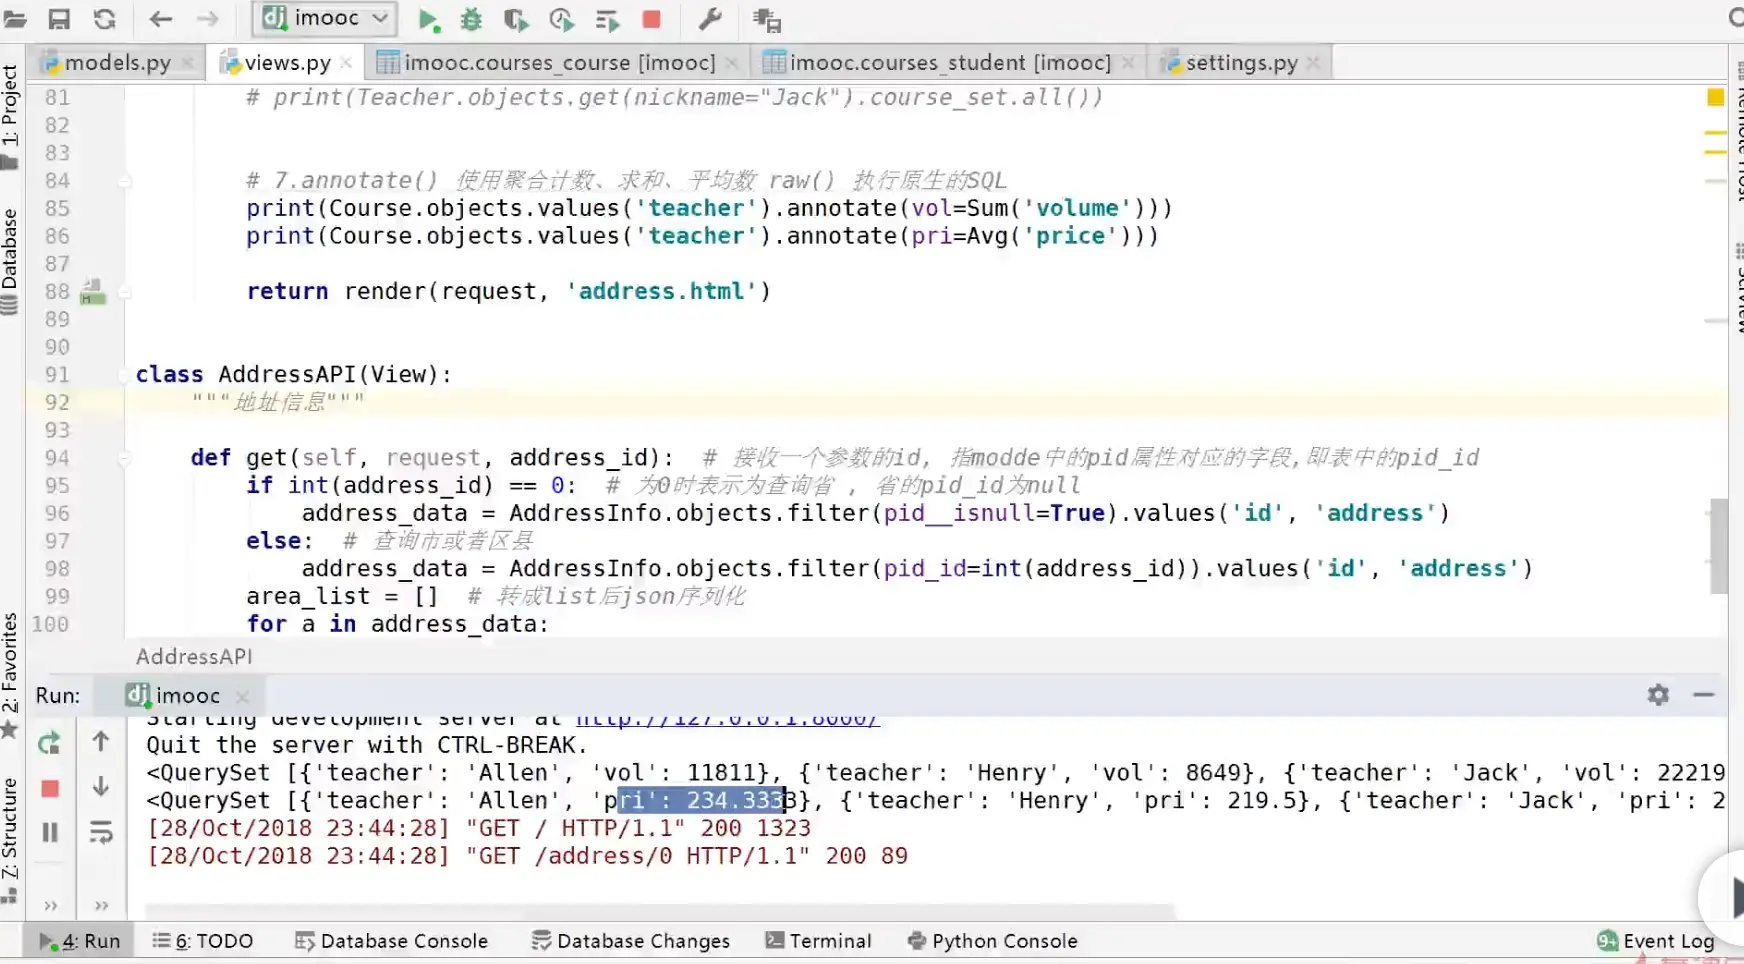 imooc
models.py
views.py
imooc.courses_course [imooc]
imooc.courses_student [imooc]
settings.py
1: Project
Database
2: Favorites
Z: Structure
81 # print(Teacher.objects.get(nickname="Jack").course_set.all())
82
83
84 # 7.annotate() 使用聚合计数、求和、平均数 raw() 执行原生的SQL
85 print(Course.objects.values('teacher').annotate(vol=Sum('volume')))
86 print(Course.objects.values('teacher').annotate(pri=Avg('price')))
87
88 return render(request, 'address.html')
89
90
91 class AddressAPI(View):
92 """地址信息"""
93
94 def get(self, request, address_id): # 接收一个参数的id, 指modde中的pid属性对应的字段,即表中的pid_id
95 if int(address_id) == 0: # 为0时表示为查询省 , 省的pid_id为null
96 address_data = AddressInfo.objects.filter(pid__isnull=True).values('id', 'address')
97 else: # 查询市或者区县
98 address_data = AddressInfo.objects.filter(pid_id=int(address_id)).values('id', 'address')
99 area_list = [] # 转成list后json序列化
100 for a in address_data:
AddressAPI
Run: imooc
Starting development server at http://127.0.0.1:8000/
Quit the server with CTRL-BREAK.
<QuerySet [{'teacher': 'Allen', 'vol': 11811}, {'teacher': 'Henry', 'vol': 8649}, {'teacher': 'Jack', 'vol': 22219
<QuerySet [{'teacher': 'Allen', 'pri': 234.3333}, {'teacher': 'Henry', 'pri': 219.5}, {'teacher': 'Jack', 'pri': 2
[28/Oct/2018 23:44:28] "GET / HTTP/1.1" 200 1323
[28/Oct/2018 23:44:28] "GET /address/0 HTTP/1.1" 200 89
4: Run
6: TODO
Database Console
Database Changes
Terminal
Python Console
9+ Event Log